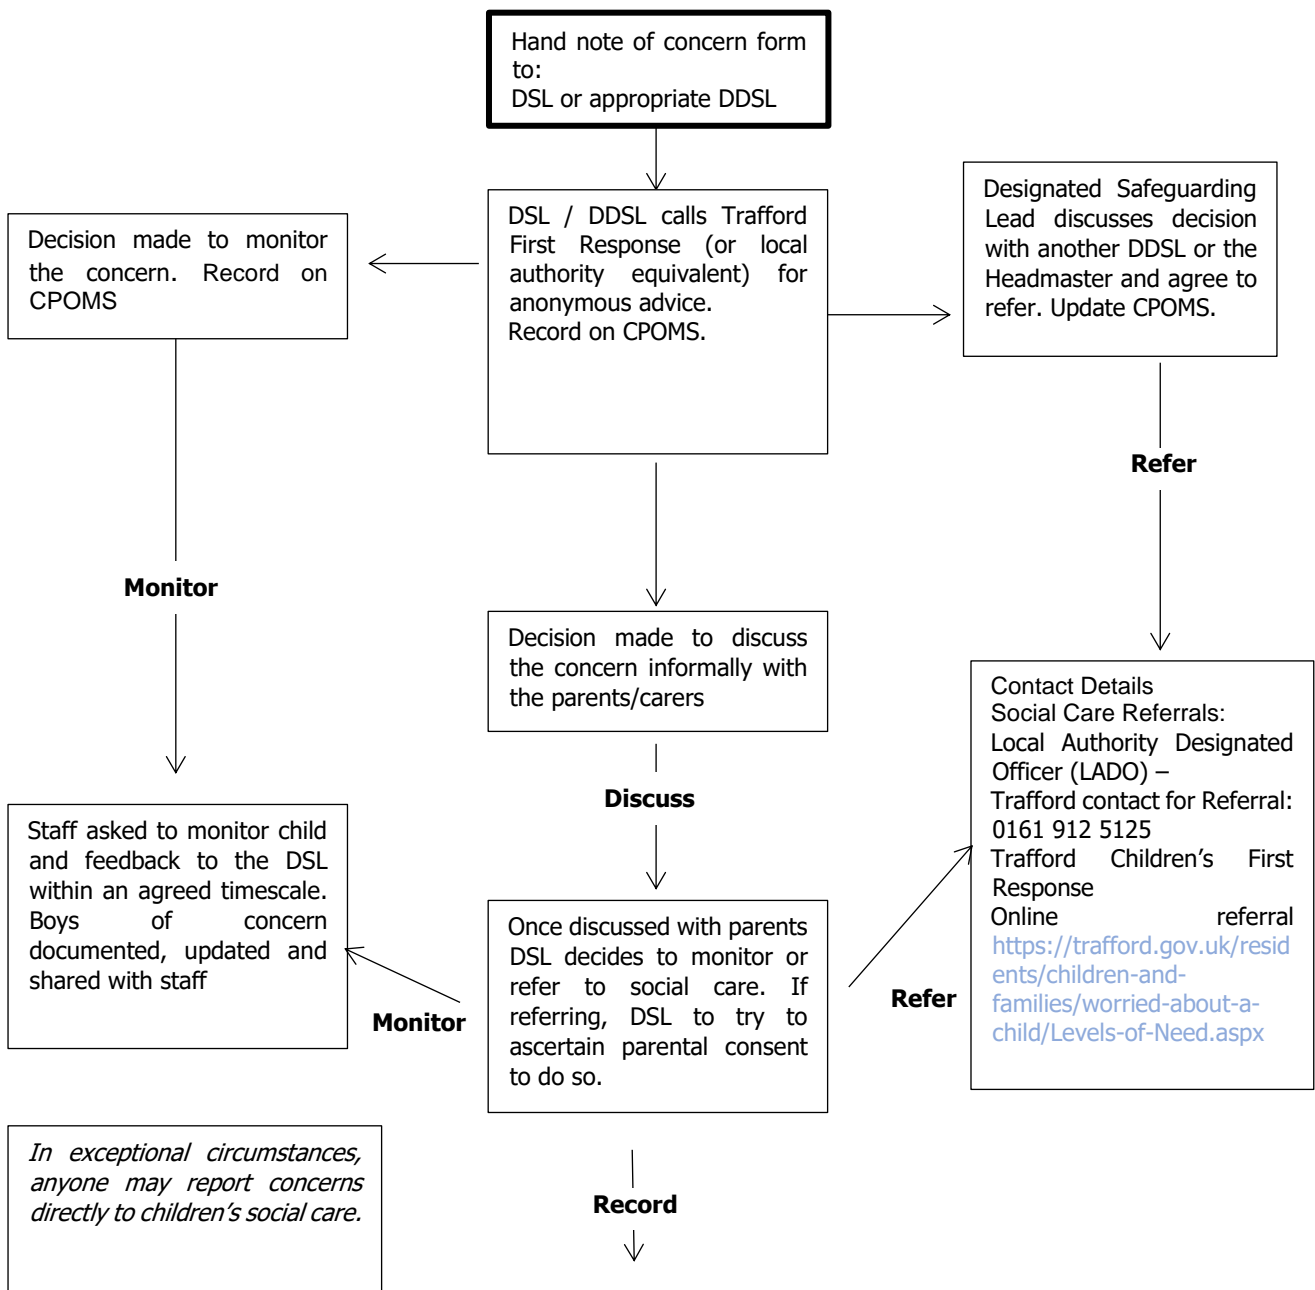 Hand note of concern form
to:
DSL or appropriate DDSL
DSL / DDSL calls Trafford
First Response (or local
authority equivalent) for
anonymous advice.
Record on CPOMS.
Decision made to monitor
the concern. Record on
CPOMS
Designated Safeguarding
Lead discusses decision
with another DDSL or the
Headmaster and agree to
refer. Update CPOMS.
Refer
Monitor
Decision made to discuss
the concern informally with
the parents/carers
Discuss
Contact Details
Social Care Referrals:
Local Authority Designated
Officer (LADO) –
Trafford contact for Referral:
0161 912 5125
Trafford Children's First
Response
Online referral
https://trafford.gov.uk/resid
ents/children-and-
families/worried-about-a-
child/Levels-of-Need.aspx
Staff asked to monitor child
and feedback to the DSL
within an agreed timescale.
Boys of concern
documented, updated and
shared with staff
Once discussed with parents
DSL decides to monitor or
refer to social care. If
referring, DSL to try to
ascertain parental consent
to do so.
Monitor
Refer
In exceptional circumstances,
anyone may report concerns
directly to children's social care.
Record